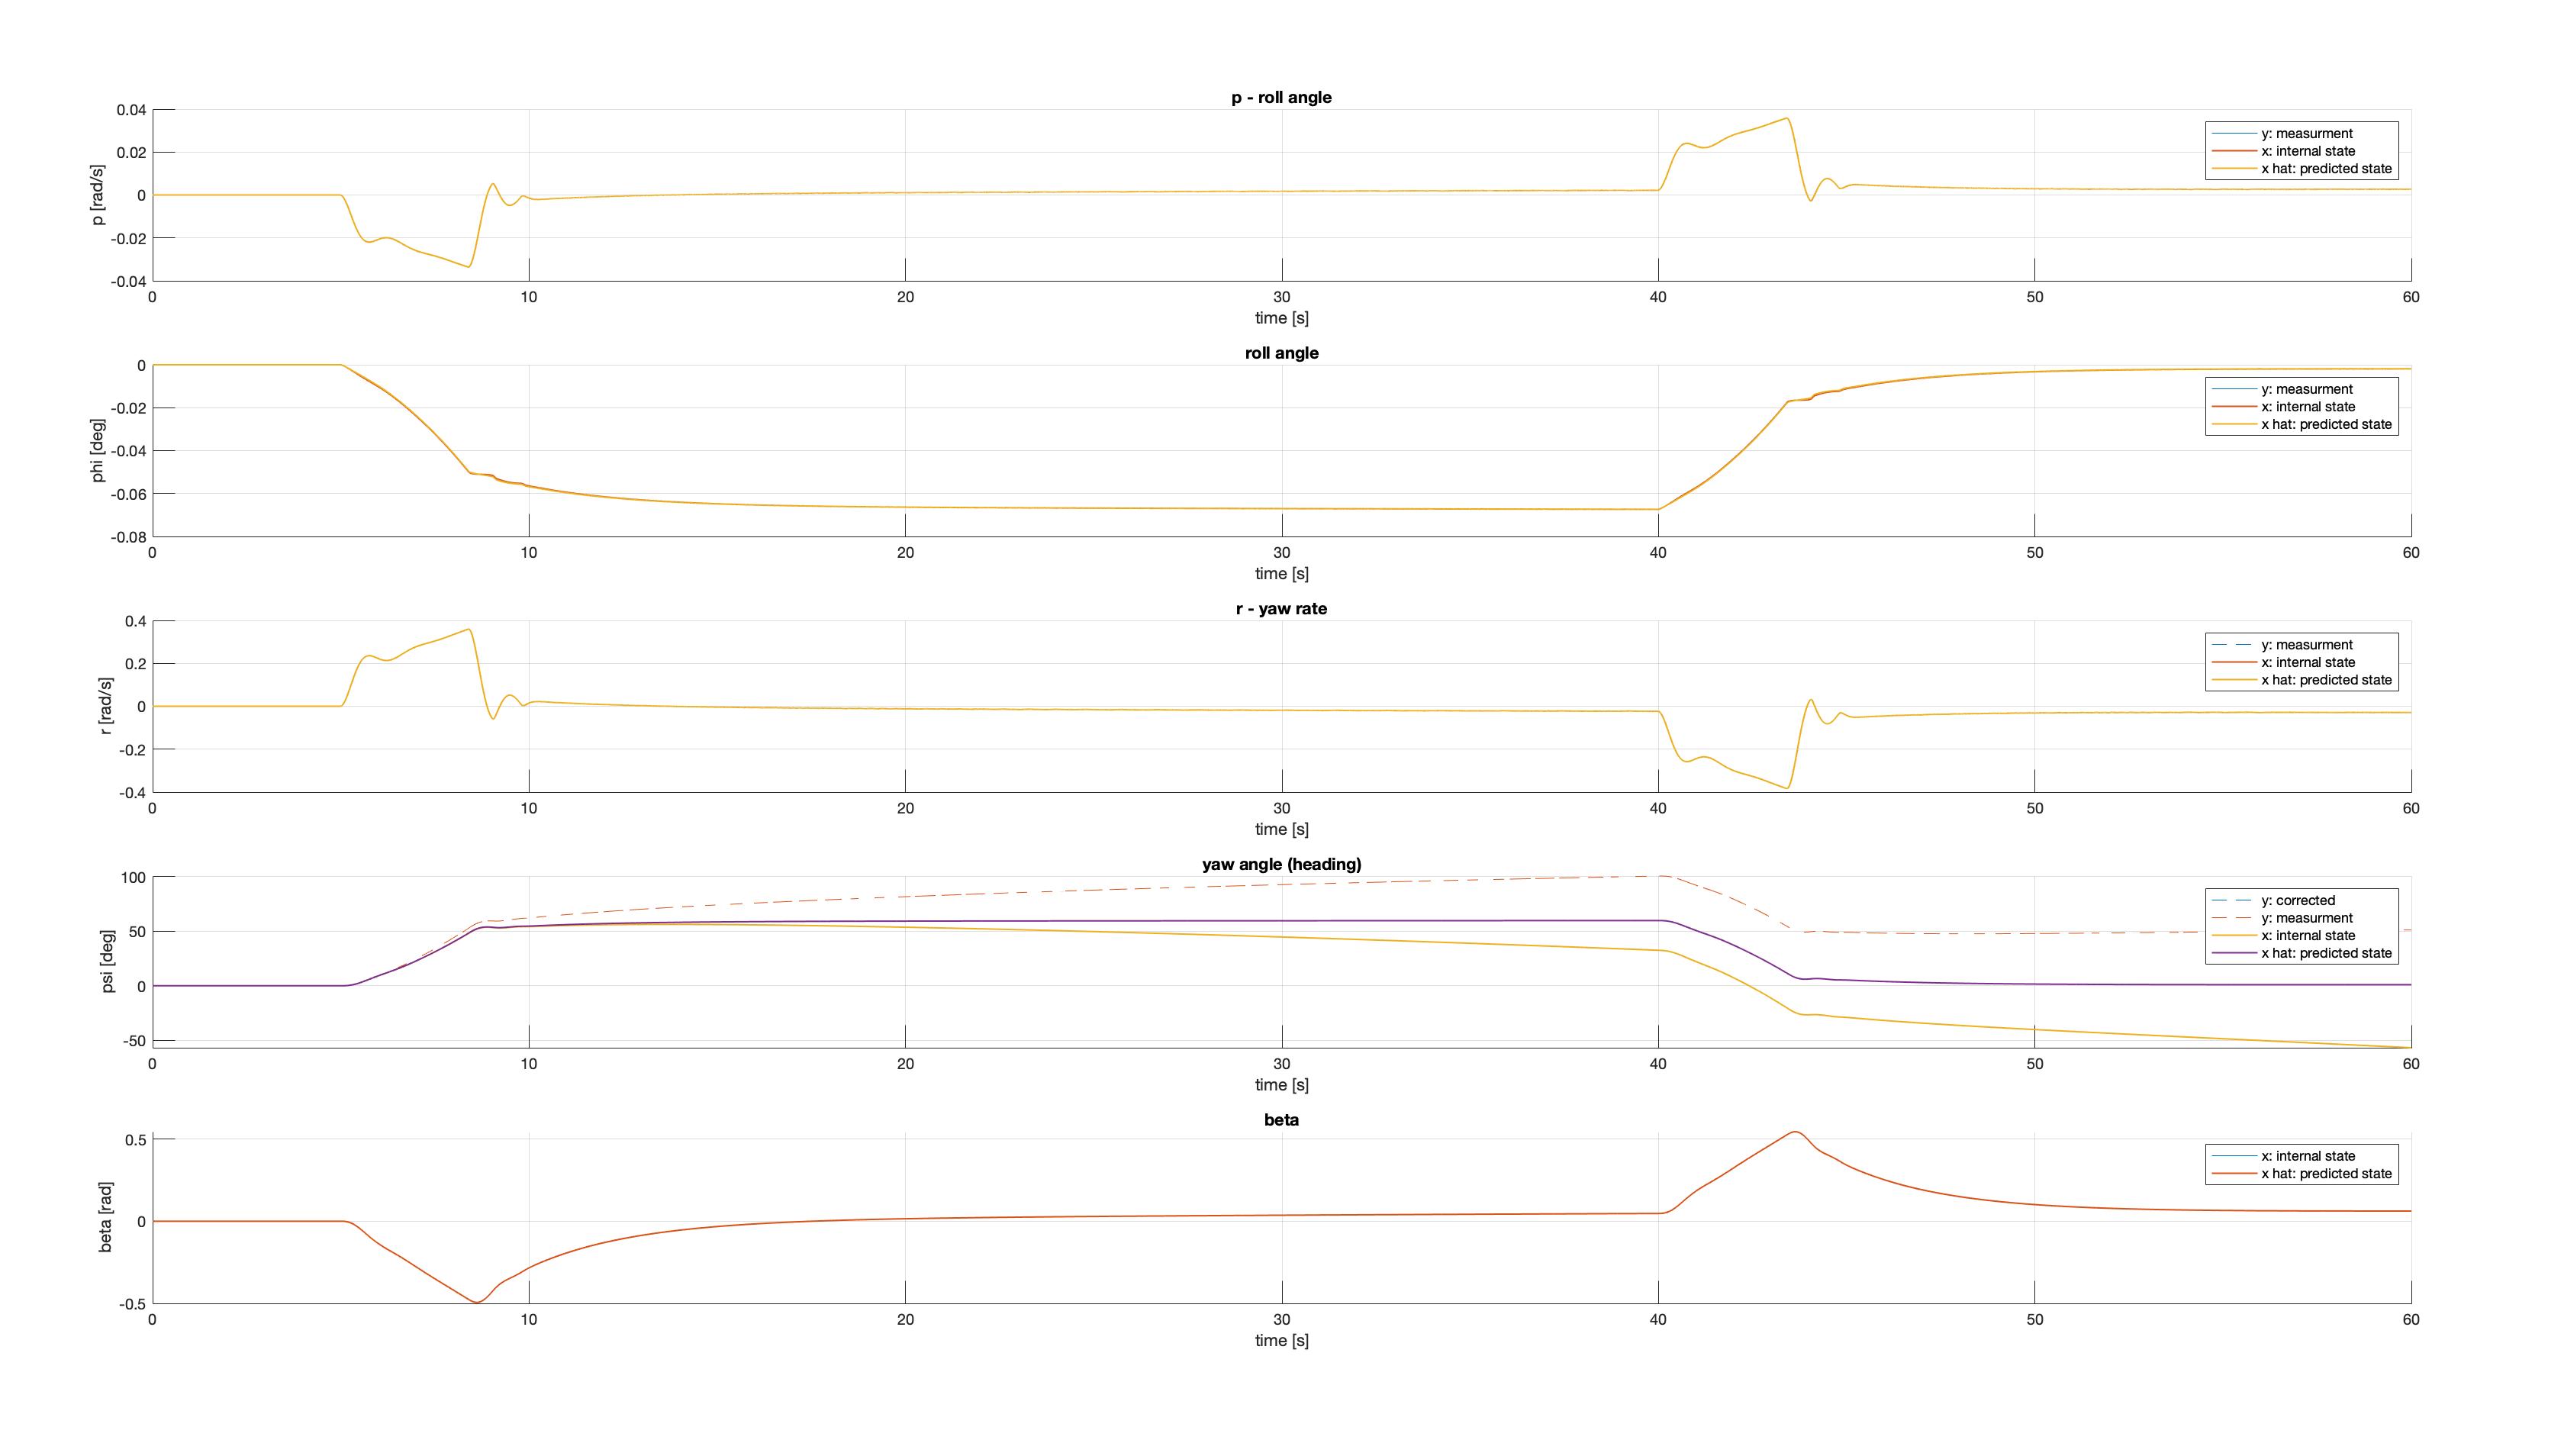 p - roll angle
0.04
0.02
0
-0.02
-0.04
p [rad/s]
y: measurment
x: internal state
x hat: predicted state
0 10 20 30 40 50 60
time [s]
roll angle
0
-0.02
-0.04
-0.06
-0.08
phi [deg]
y: measurment
x: internal state
x hat: predicted state
0 10 20 30 40 50 60
time [s]
r - yaw rate
0.4
0.2
0
-0.2
-0.4
r [rad/s]
y: measurment
x: internal state
x hat: predicted state
0 10 20 30 40 50 60
time [s]
yaw angle (heading)
100
50
0
-50
psi [deg]
y: corrected
y: measurment
x: internal state
x hat: predicted state
0 10 20 30 40 50 60
time [s]
beta
0.5
0
-0.5
beta [rad]
x: internal state
x hat: predicted state
0 10 20 30 40 50 60
time [s]